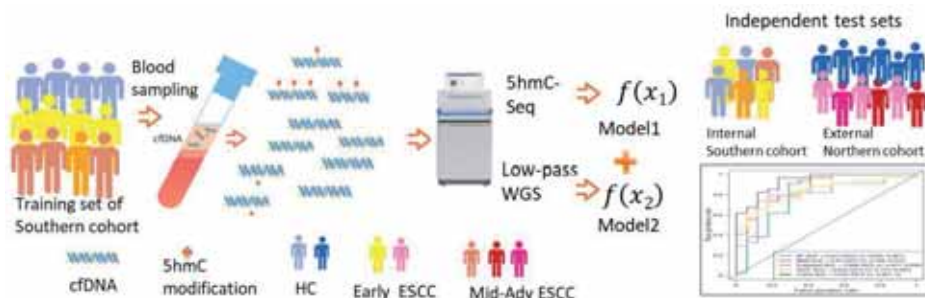 Independent test sets
Blood
sampling
cfDNA
5hmC-
Seq
f(x₁)
Model1
Low-pass
WGS
f(x₂)
Model2
Internal
Southern cohort
External
Northern cohort
Training set of
Southern cohort
cfDNA
5hmC
modification
HC
Early ESCC
Mid-Adv ESCC